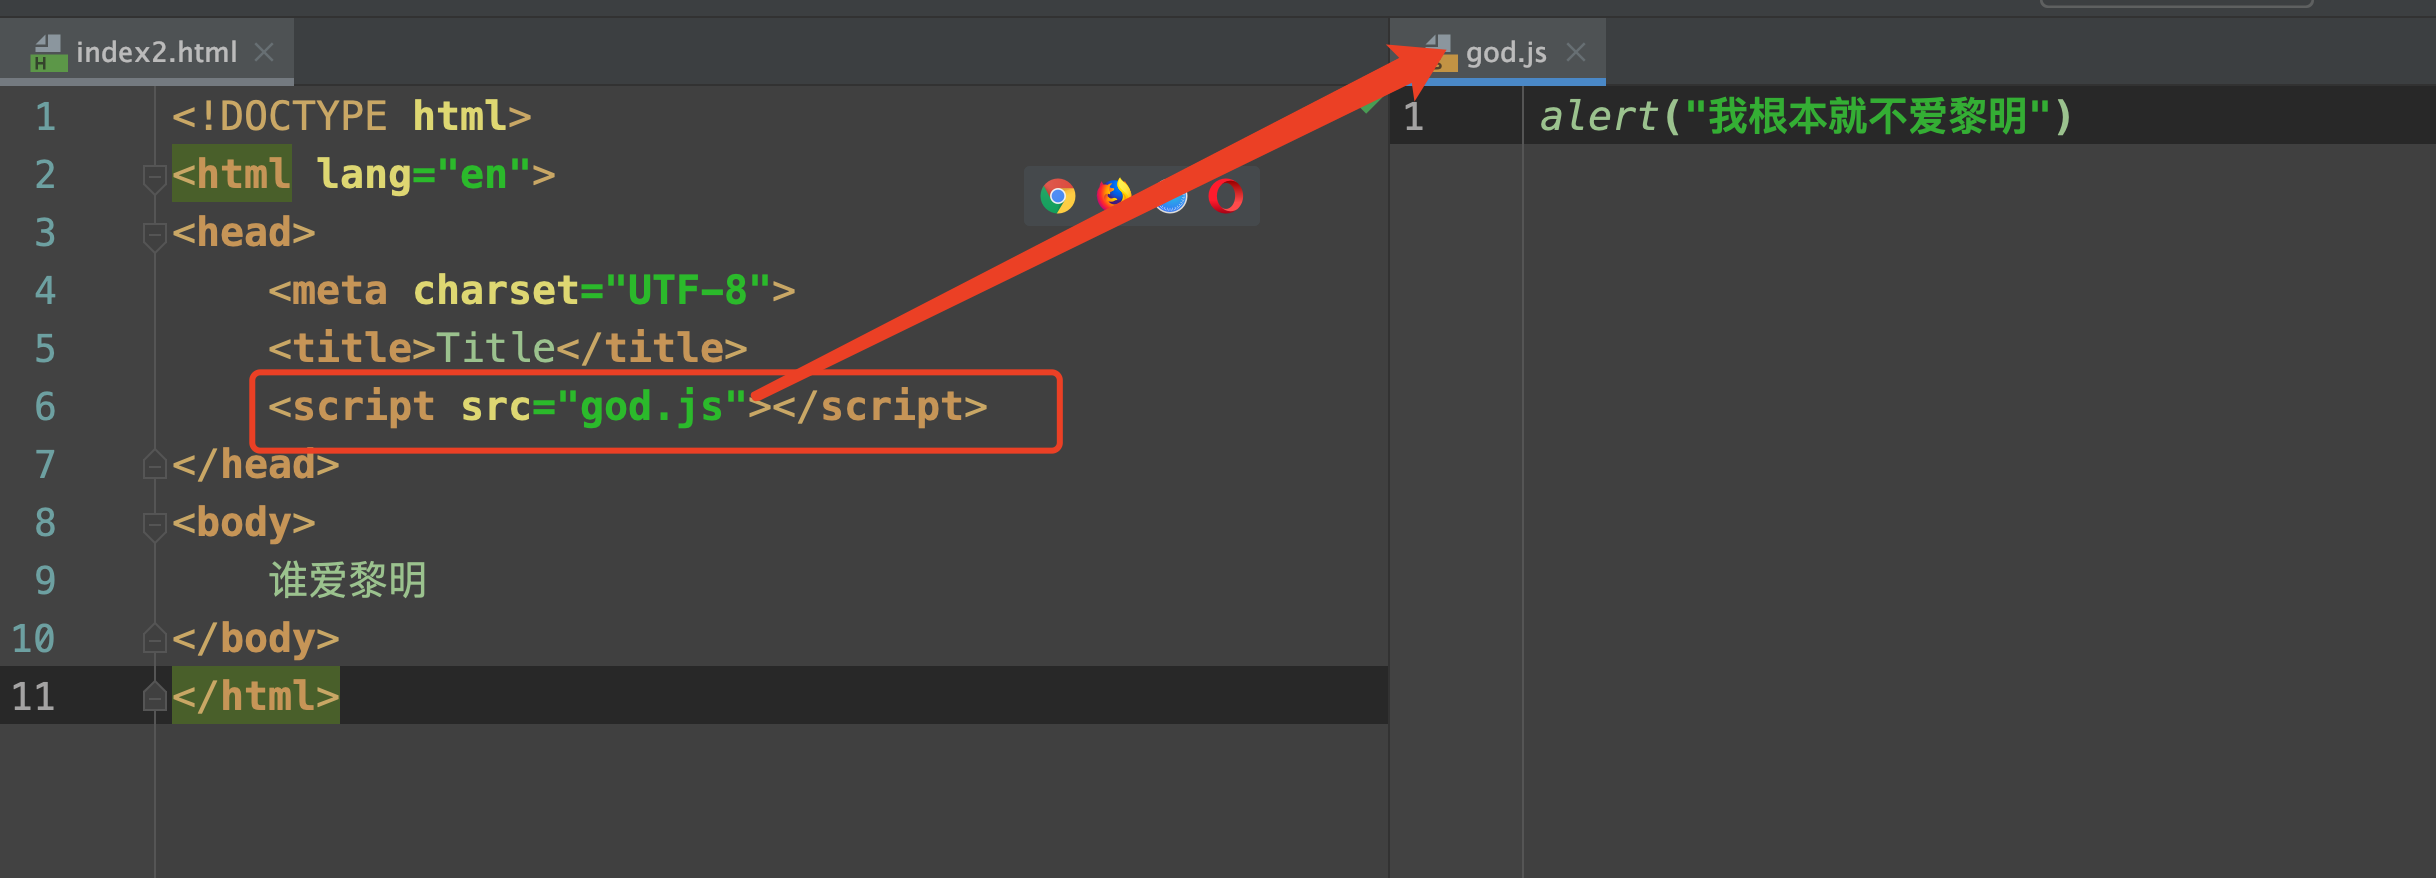 index2.html
1 <!DOCTYPE html>
2 <html lang="en">
3 <head>
4     <meta charset="UTF-8">
5     <title>Title</title>
6     <script src="god.js"></script>
7 </head>
8 <body>
9     谁爱黎明
10 </body>
11 </html>
god.js
1 alert("我根本就不爱黎明")